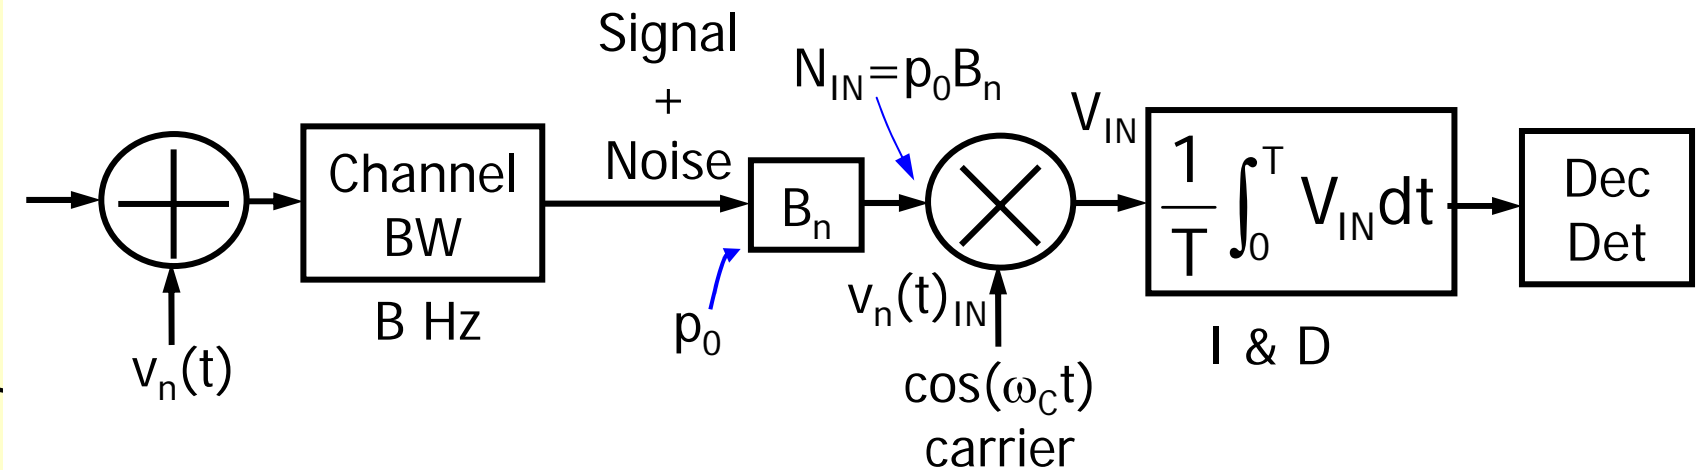 Signal
+
Noise
N_IN=p_0B_n
V_IN
Channel
BW
B_n
1/T ∫_0^T V_IN dt
Dec
Det
B Hz
p_0
v_n(t)_IN
v_n(t)
cos(ω_C t)
carrier
I & D